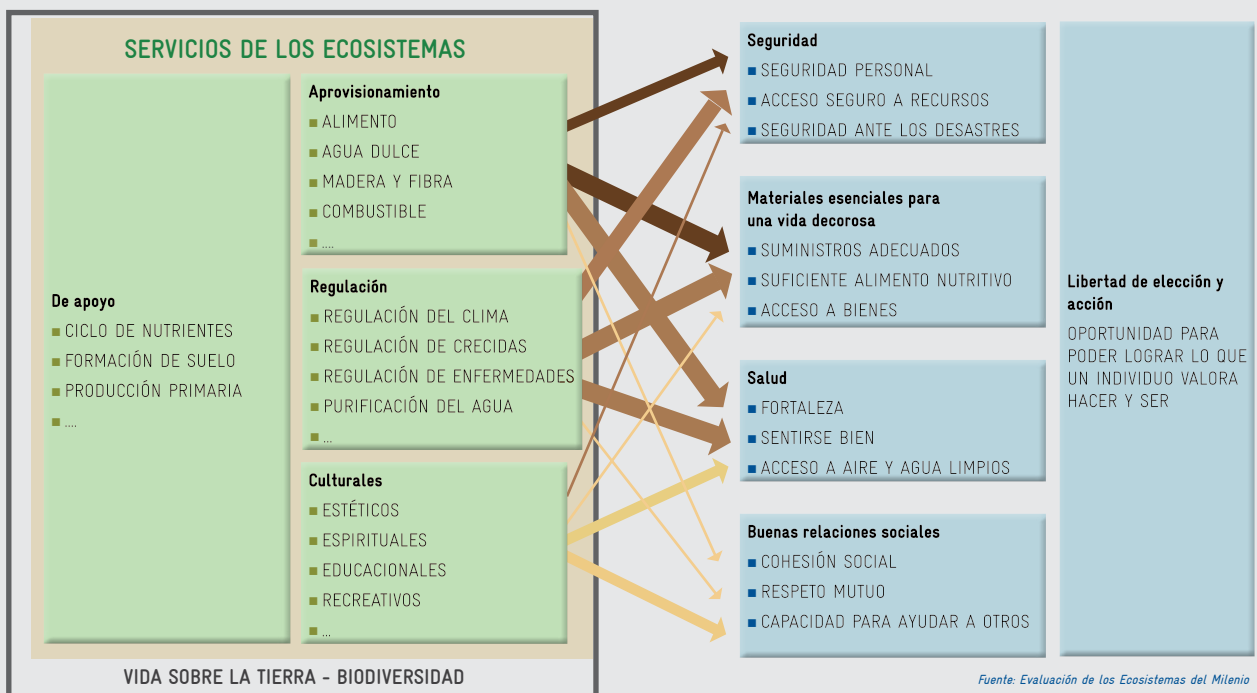 SERVICIOS DE LOS ECOSISTEMAS
De apoyo
■ CICLO DE NUTRIENTES
■ FORMACIÓN DE SUELO
■ PRODUCCIÓN PRIMARIA
■ ....
Aprovisionamiento
■ ALIMENTO
■ AGUA DULCE
■ MADERA Y FIBRA
■ COMBUSTIBLE
■ ....
Regulación
■ REGULACIÓN DEL CLIMA
■ REGULACIÓN DE CRECIDAS
■ REGULACIÓN DE ENFERMEDADES
■ PURIFICACIÓN DEL AGUA
■ ...
Culturales
■ ESTÉTICOS
■ ESPIRITUALES
■ EDUCACIONALES
■ RECREATIVOS
■ ...
VIDA SOBRE LA TIERRA - BIODIVERSIDAD
Seguridad
■ SEGURIDAD PERSONAL
■ ACCESO SEGURO A RECURSOS
■ SEGURIDAD ANTE LOS DESASTRES
Materiales esenciales para
una vida decorosa
■ SUMINISTROS ADECUADOS
■ SUFICIENTE ALIMENTO NUTRITIVO
■ ACCESO A BIENES
Salud
■ FORTALEZA
■ SENTIRSE BIEN
■ ACCESO A AIRE Y AGUA LIMPIOS
Buenas relaciones sociales
■ COHESIÓN SOCIAL
■ RESPETO MUTUO
■ CAPACIDAD PARA AYUDAR A OTROS
Libertad de elección y
acción
OPORTUNIDAD PARA
PODER LOGRAR LO QUE
UN INDIVIDUO VALORA
HACER Y SER
Fuente: Evaluación de los Ecosistemas del Milenio